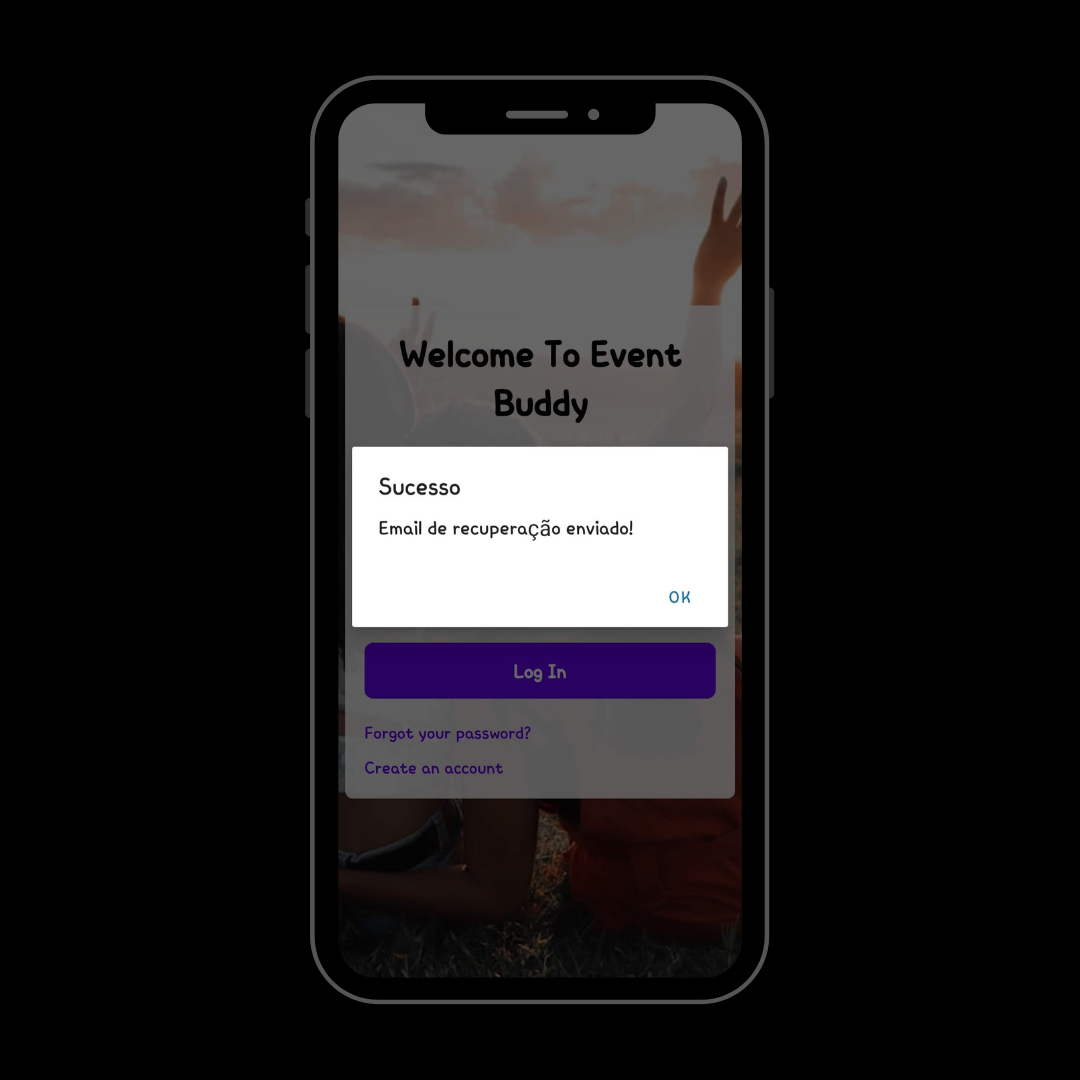 Welcome To Event
Buddy
Sucesso
Email de recuperação enviado!
OK
Log In
Forgot your password?
Create an account